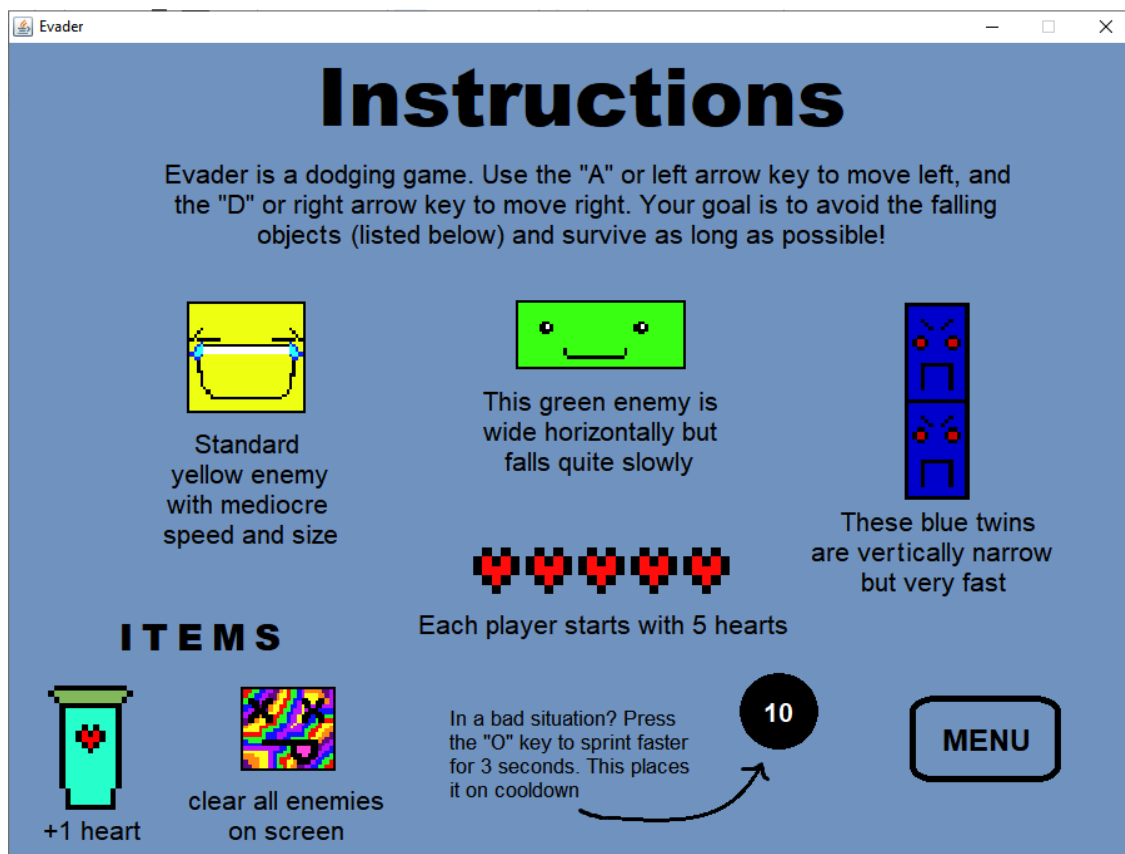 Evader
Instructions
Evader is a dodging game. Use the "A" or left arrow key to move left, and
the "D" or right arrow key to move right. Your goal is to avoid the falling
objects (listed below) and survive as long as possible!
Standard
yellow enemy
with mediocre
speed and size
This green enemy is
wide horizontally but
falls quite slowly
These blue twins
are vertically narrow
but very fast
Each player starts with 5 hearts
ITEMS
+1 heart
clear all enemies
on screen
In a bad situation? Press
the "O" key to sprint faster
for 3 seconds. This places
it on cooldown
10
MENU